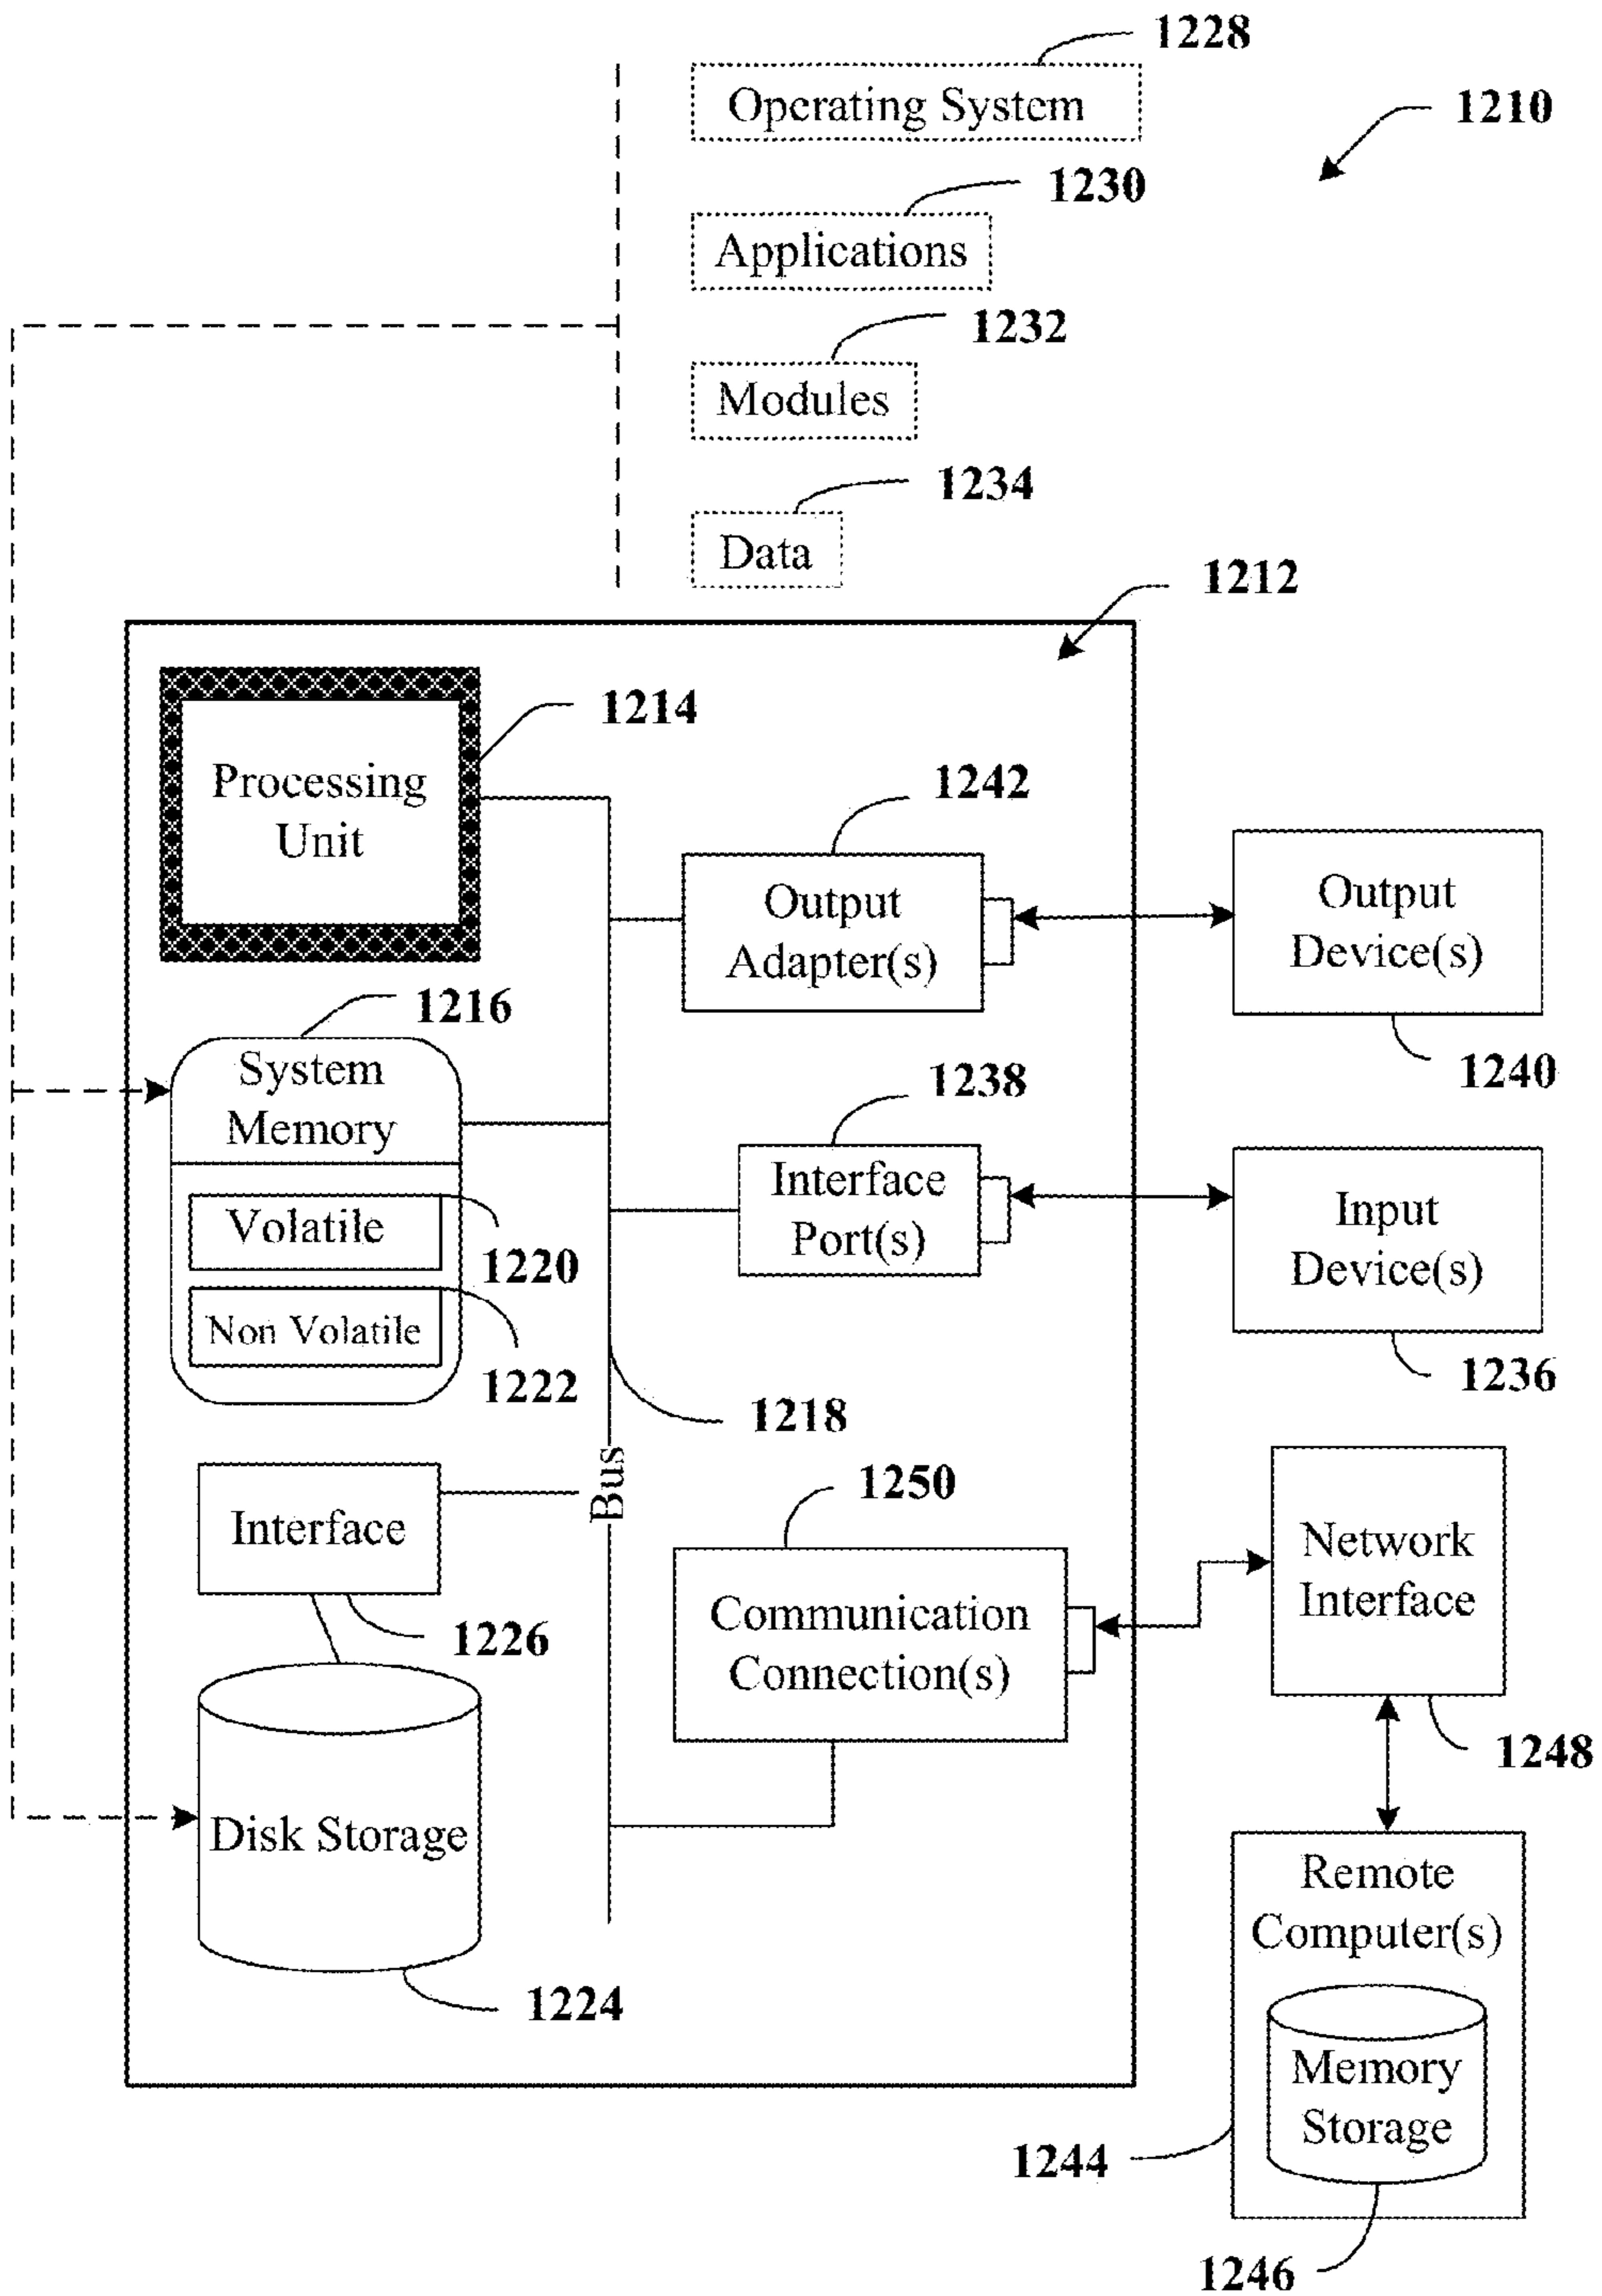 1228
Operating System
1210
1230
Applications
1232
Modules
1234
Data
1212
1214
Processing
Unit
1242
Output
Adapter(s)
Output
Device(s)
1240
1216
System
Memory
1238
Interface
Port(s)
Input
Device(s)
1236
Volatile
1220
Non Volatile
1222
1218
Bus
1250
Interface
1226
Communication
Connection(s)
Network
Interface
1248
Disk Storage
1224
Remote
Computer(s)
Memory
Storage
1244
1246